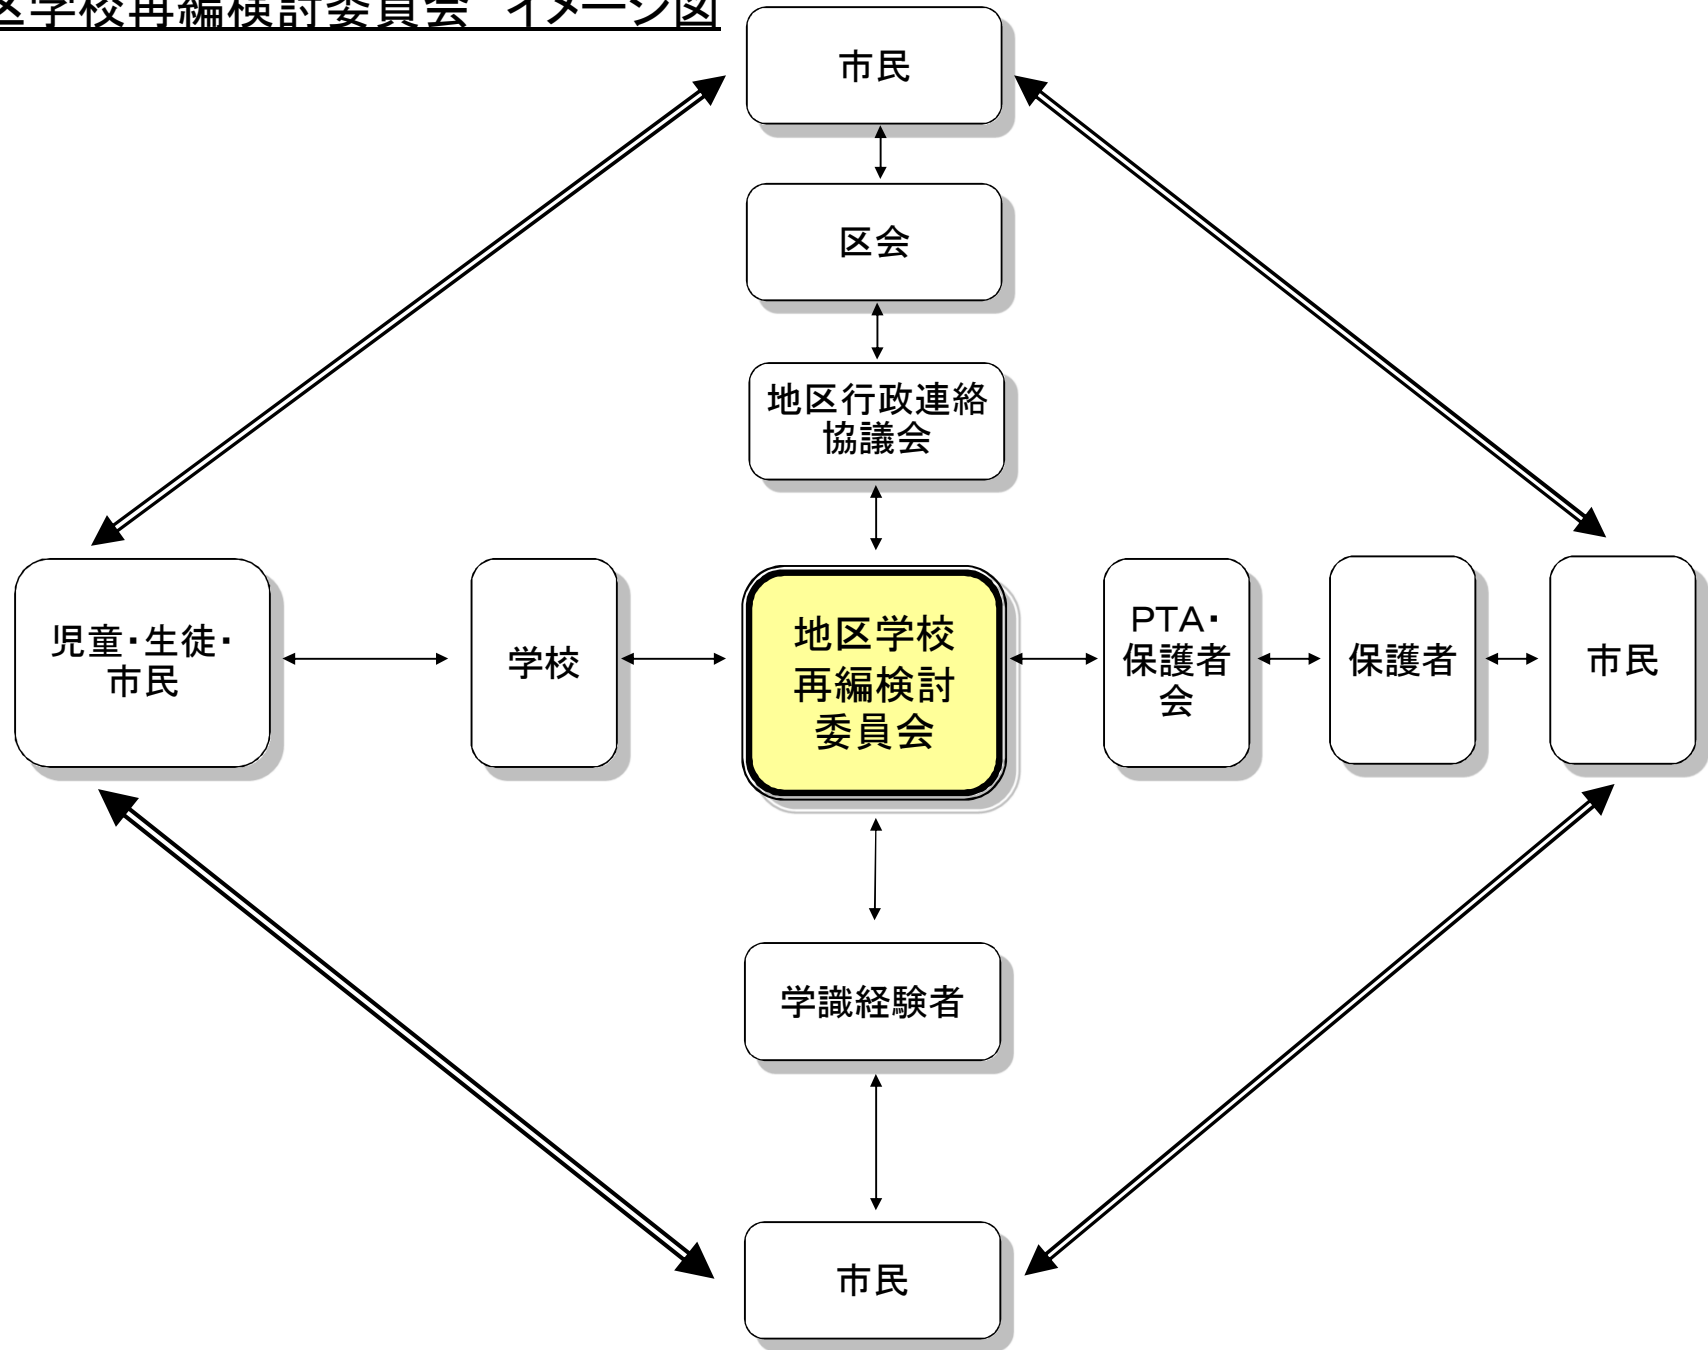 区学校再編検討委員会　イメージ図
市民
区会
地区行政連絡
協議会
児童・生徒・
市民
学校
地区学校
再編検討
委員会
ＰＴＡ・
保護者
会
保護者
市民
学識経験者
市民